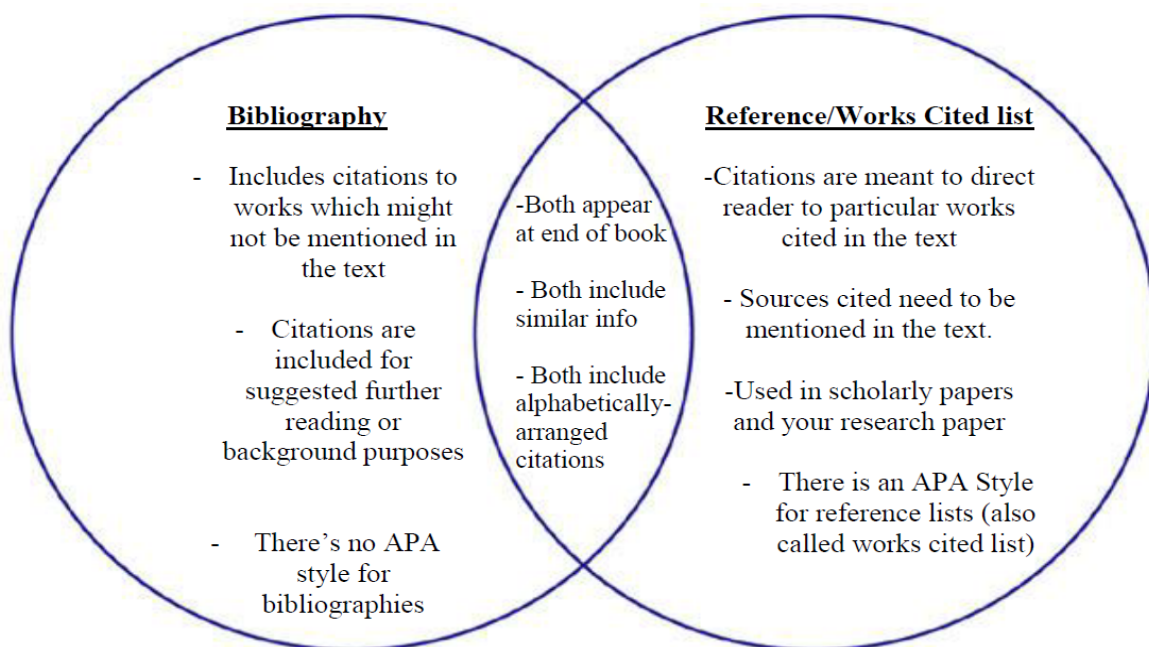 Bibliography
- Includes citations to
works which might
not be mentioned in
the text
- Citations are
included for
suggested further
reading or
background purposes
- There's no APA
style for
bibliographies
-Both appear
at end of book
- Both include
similar info
- Both include
alphabetically-
arranged
citations
Reference/Works Cited list
-Citations are meant to direct
reader to particular works
cited in the text
- Sources cited need to be
mentioned in the text.
-Used in scholarly papers
and your research paper
- There is an APA Style
for reference lists (also
called works cited list)